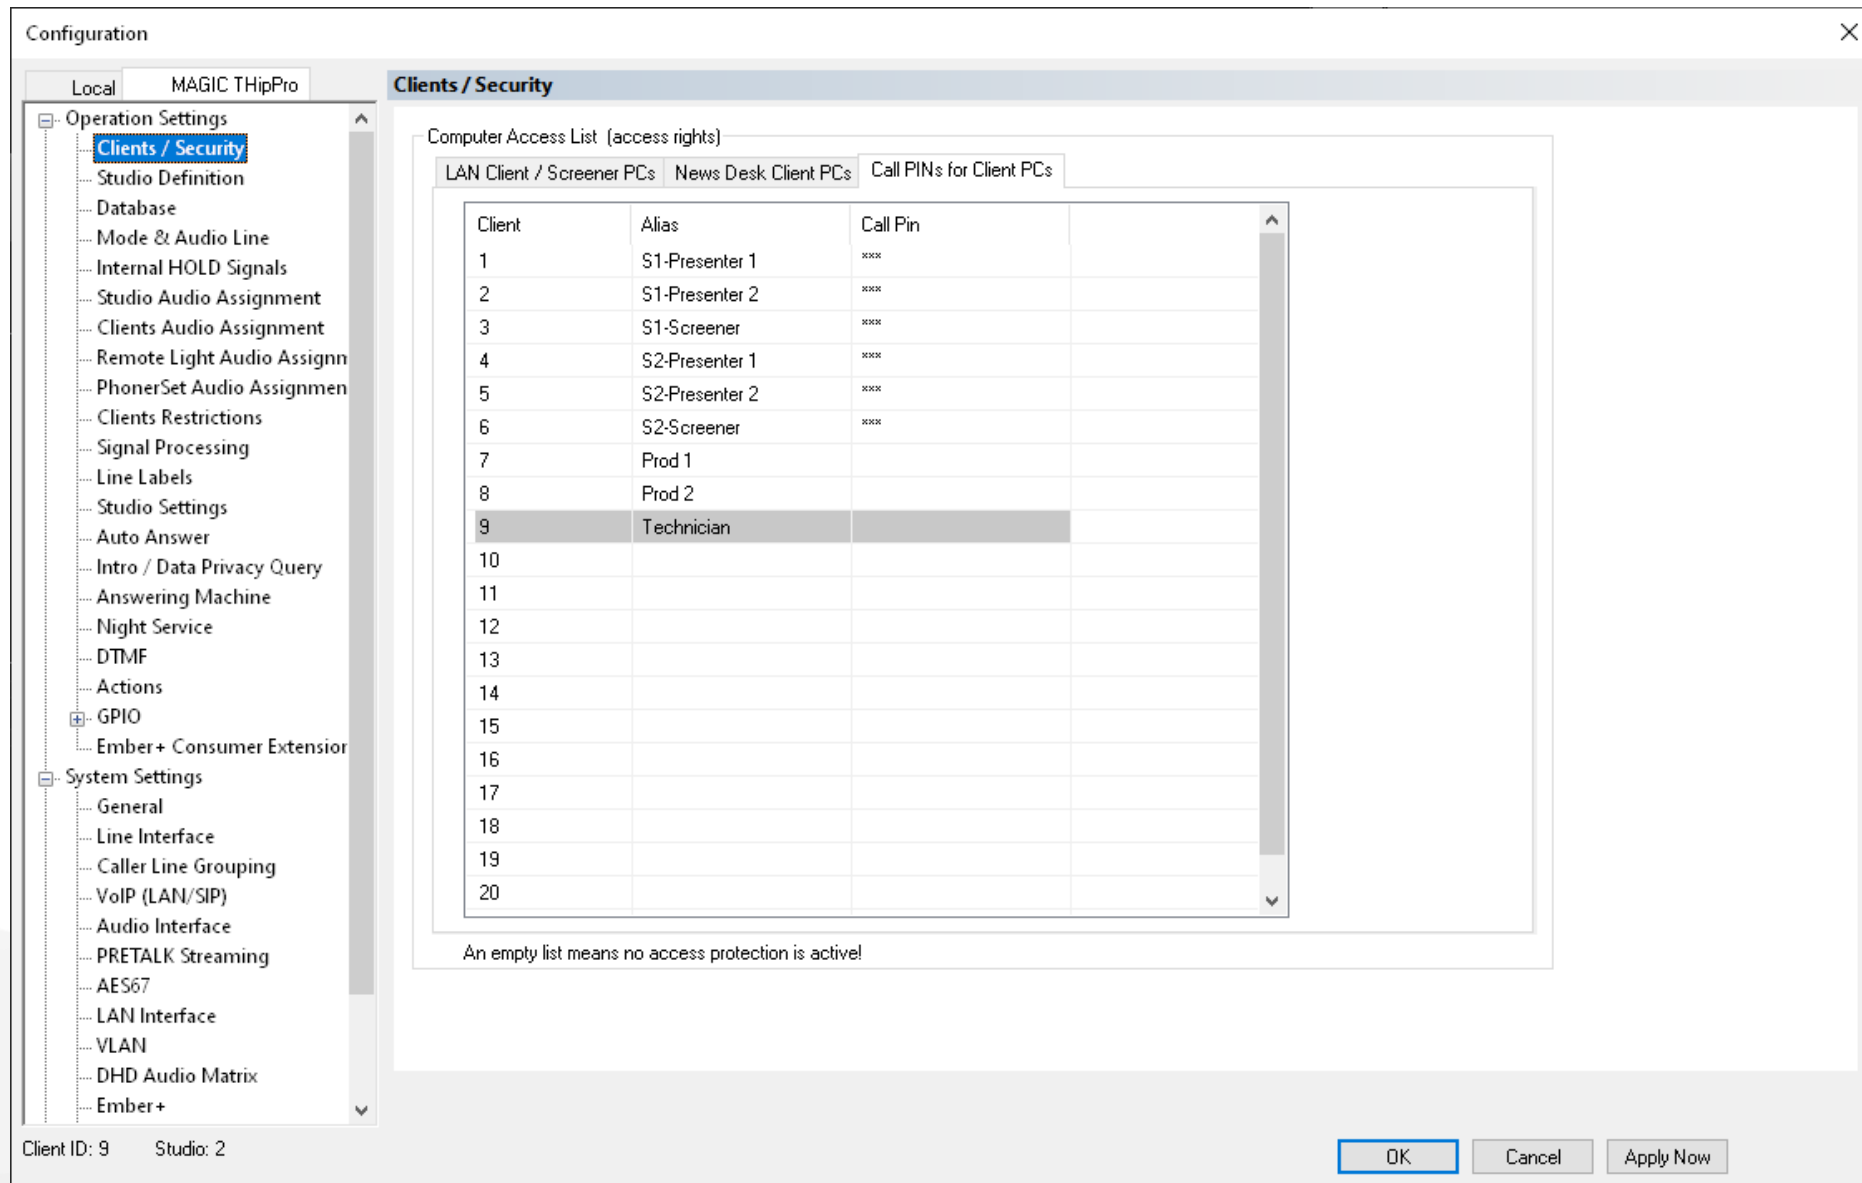 Configuration
Local MAGIC THipPro
Operation Settings
Clients / Security
Studio Definition
Database
Mode & Audio Line
Internal HOLD Signals
Studio Audio Assignment
Clients Audio Assignment
Remote Light Audio Assignn
PhonerSet Audio Assignmen
Clients Restrictions
Signal Processing
Line Labels
Studio Settings
Auto Answer
Intro / Data Privacy Query
Answering Machine
Night Service
DTMF
Actions
GPIO
Ember+ Consumer Extensior
System Settings
General
Line Interface
Caller Line Grouping
VoIP (LAN/SIP)
Audio Interface
PRETALK Streaming
AES67
LAN Interface
VLAN
DHD Audio Matrix
Ember+
Client ID: 9 Studio: 2
Clients / Security
Computer Access List (access rights)
LAN Client / Screener PCs News Desk Client PCs Call PINs for Client PCs
Client Alias Call Pin
1 S1-Presenter 1 ***
2 S1-Presenter 2 ***
3 S1-Screener ***
4 S2-Presenter 1 ***
5 S2-Presenter 2 ***
6 S2-Screener ***
7 Prod 1
8 Prod 2
9 Technician
10
11
12
13
14
15
16
17
18
19
20
An empty list means no access protection is active!
OK Cancel Apply Now